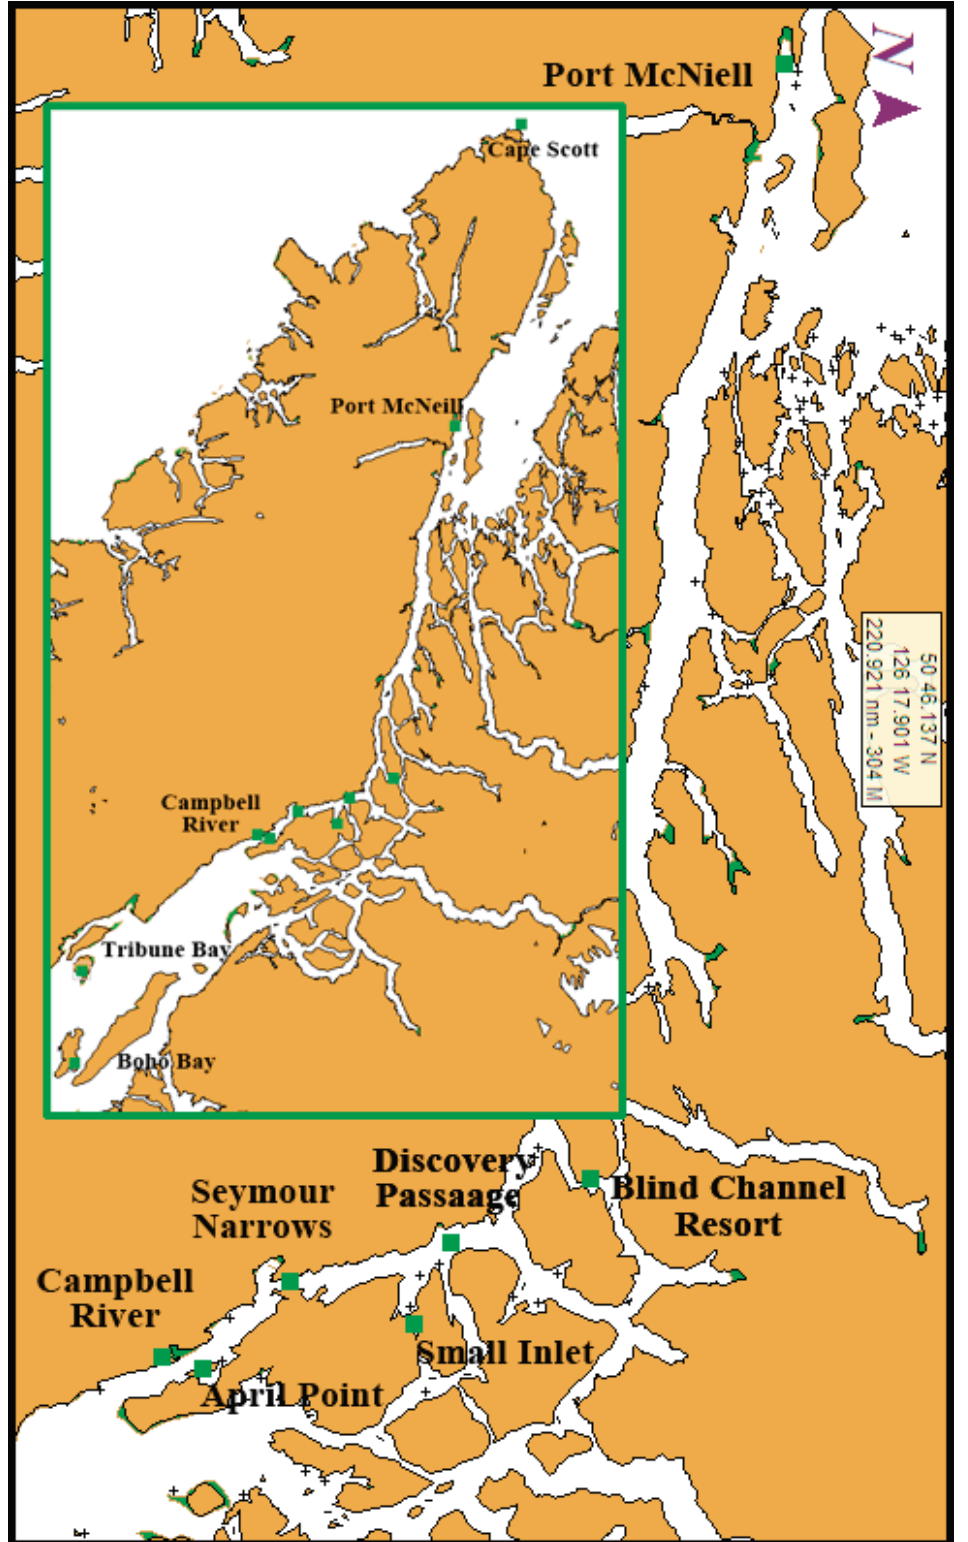 N
Port McNiell
Cape Scott
Port McNeill
50 46.137 N
126 17.901 W
220.921 nm - 304 M
Campbell
River
Tribune Bay
Boho Bay
Discovery
Passaage
Seymour
Narrows
Blind Channel
Resort
Campbell
River
Small Inlet
April Point